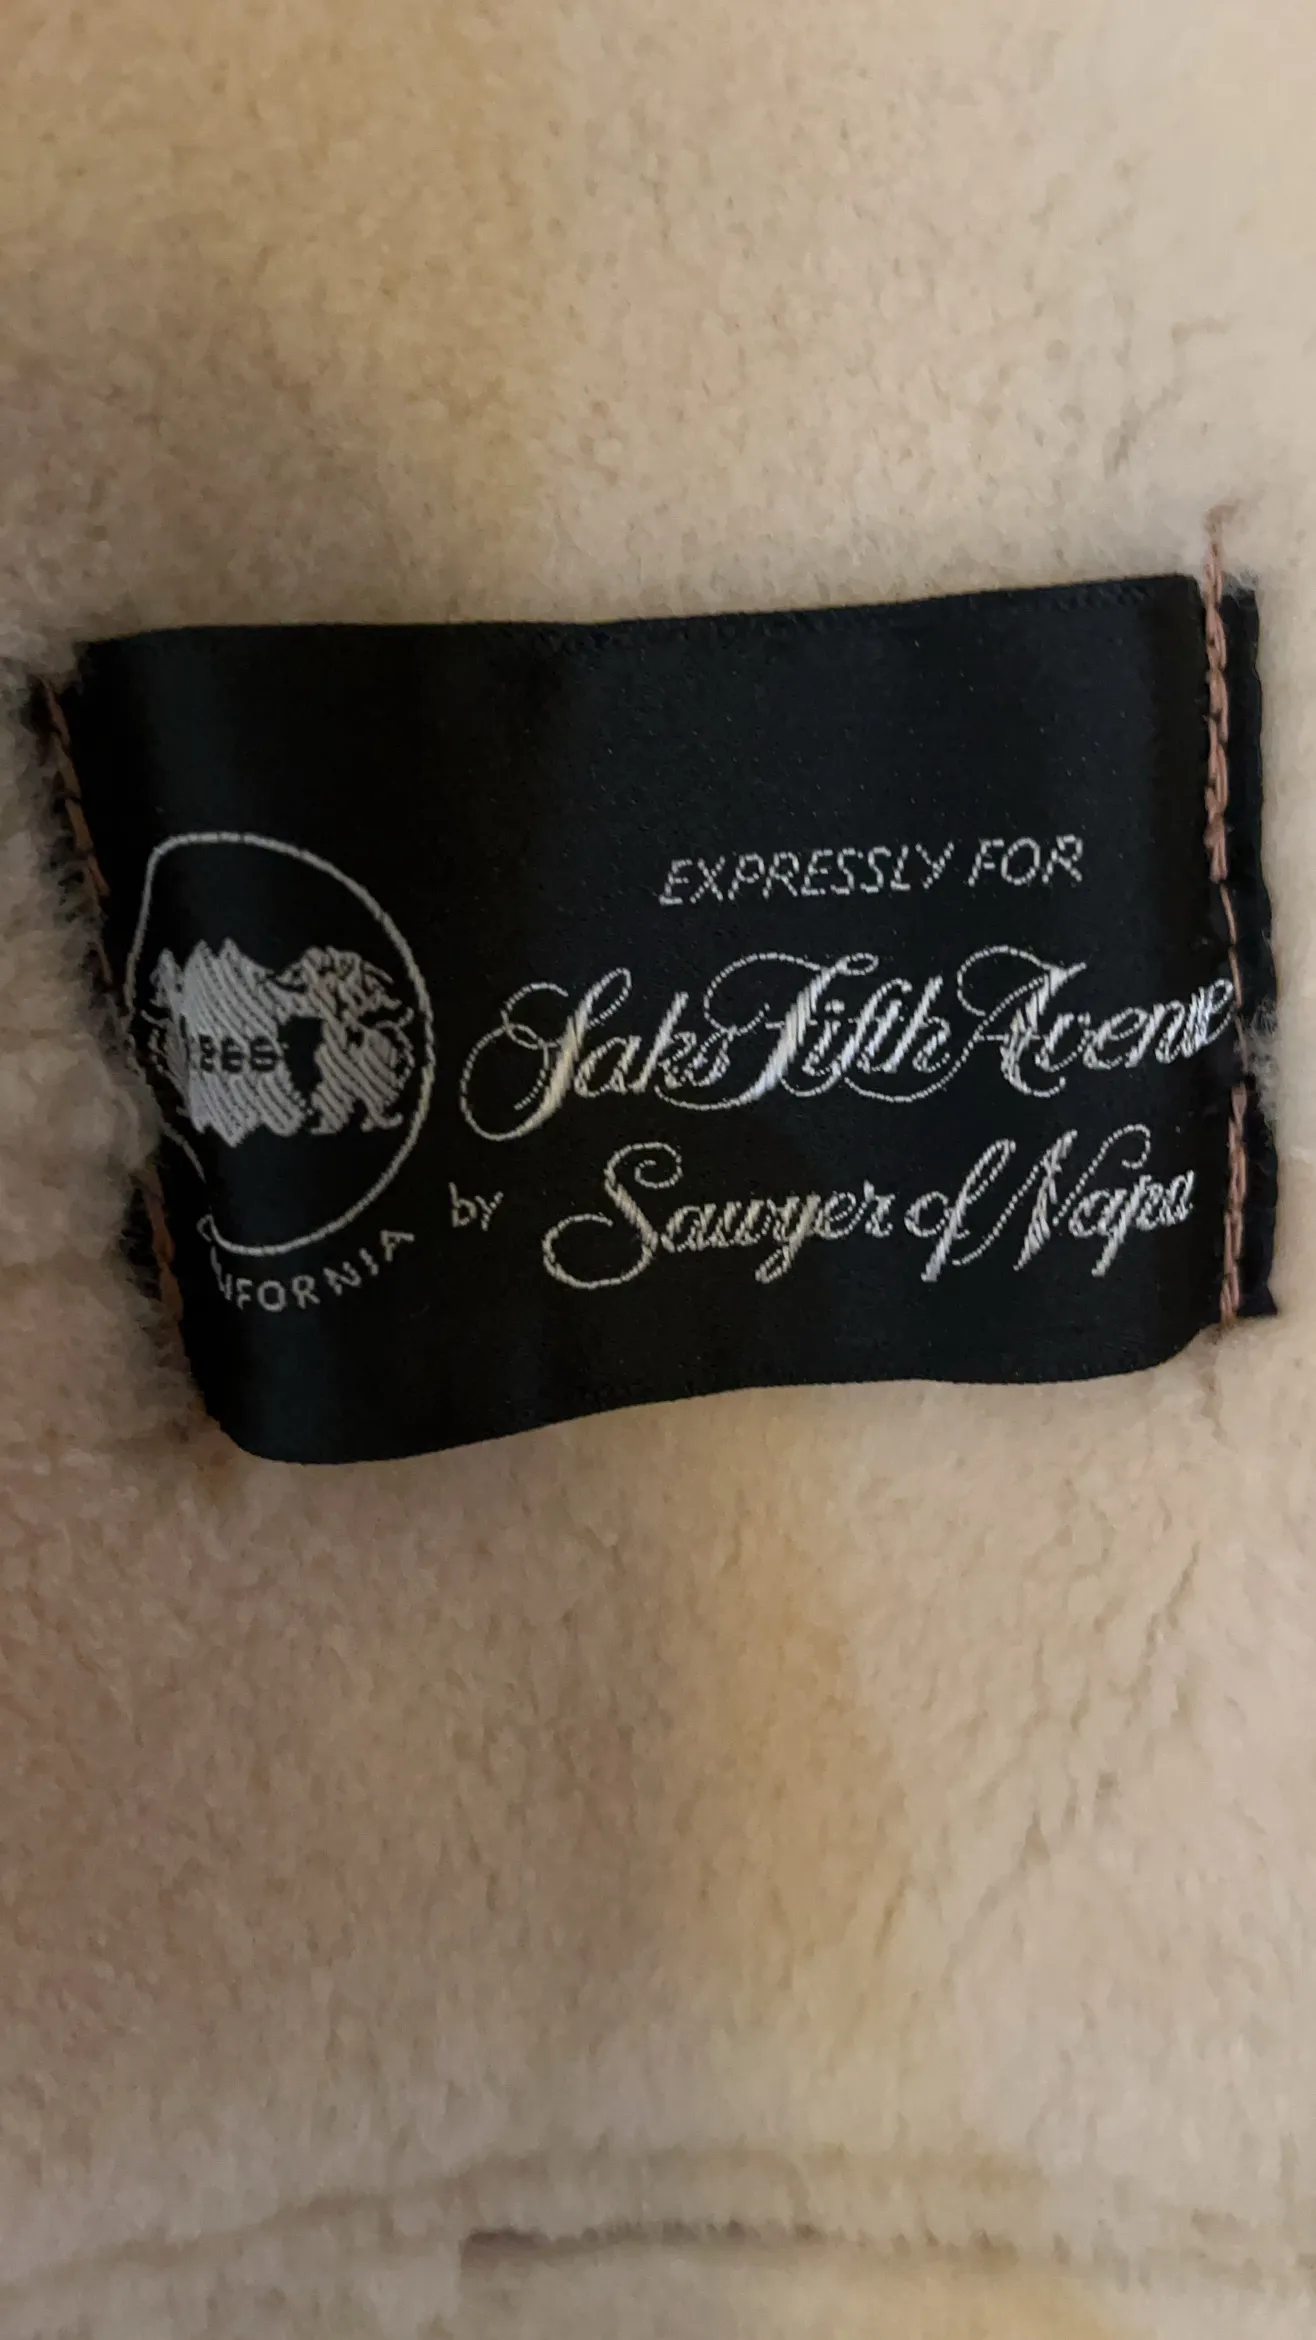 EXPRESSLY FOR
Saks Fifth Avenue
by Sawyer of Napa
CALIFORNIA